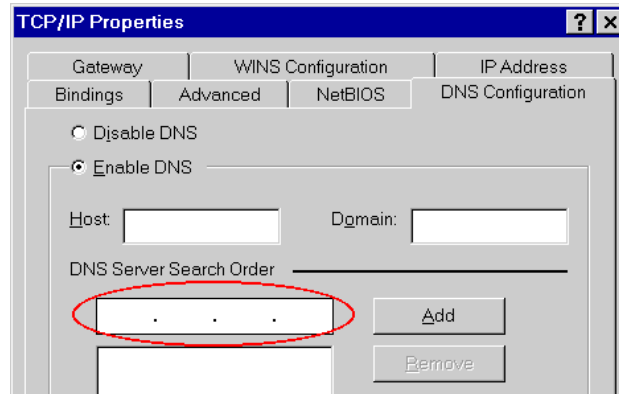 TCP/IP Properties ? ×
Gateway WINS Configuration IP Address
Bindings Advanced NetBIOS DNS Configuration
Disable DNS
Enable DNS
Host: Domain:
DNS Server Search Order
. . . Add
Remove